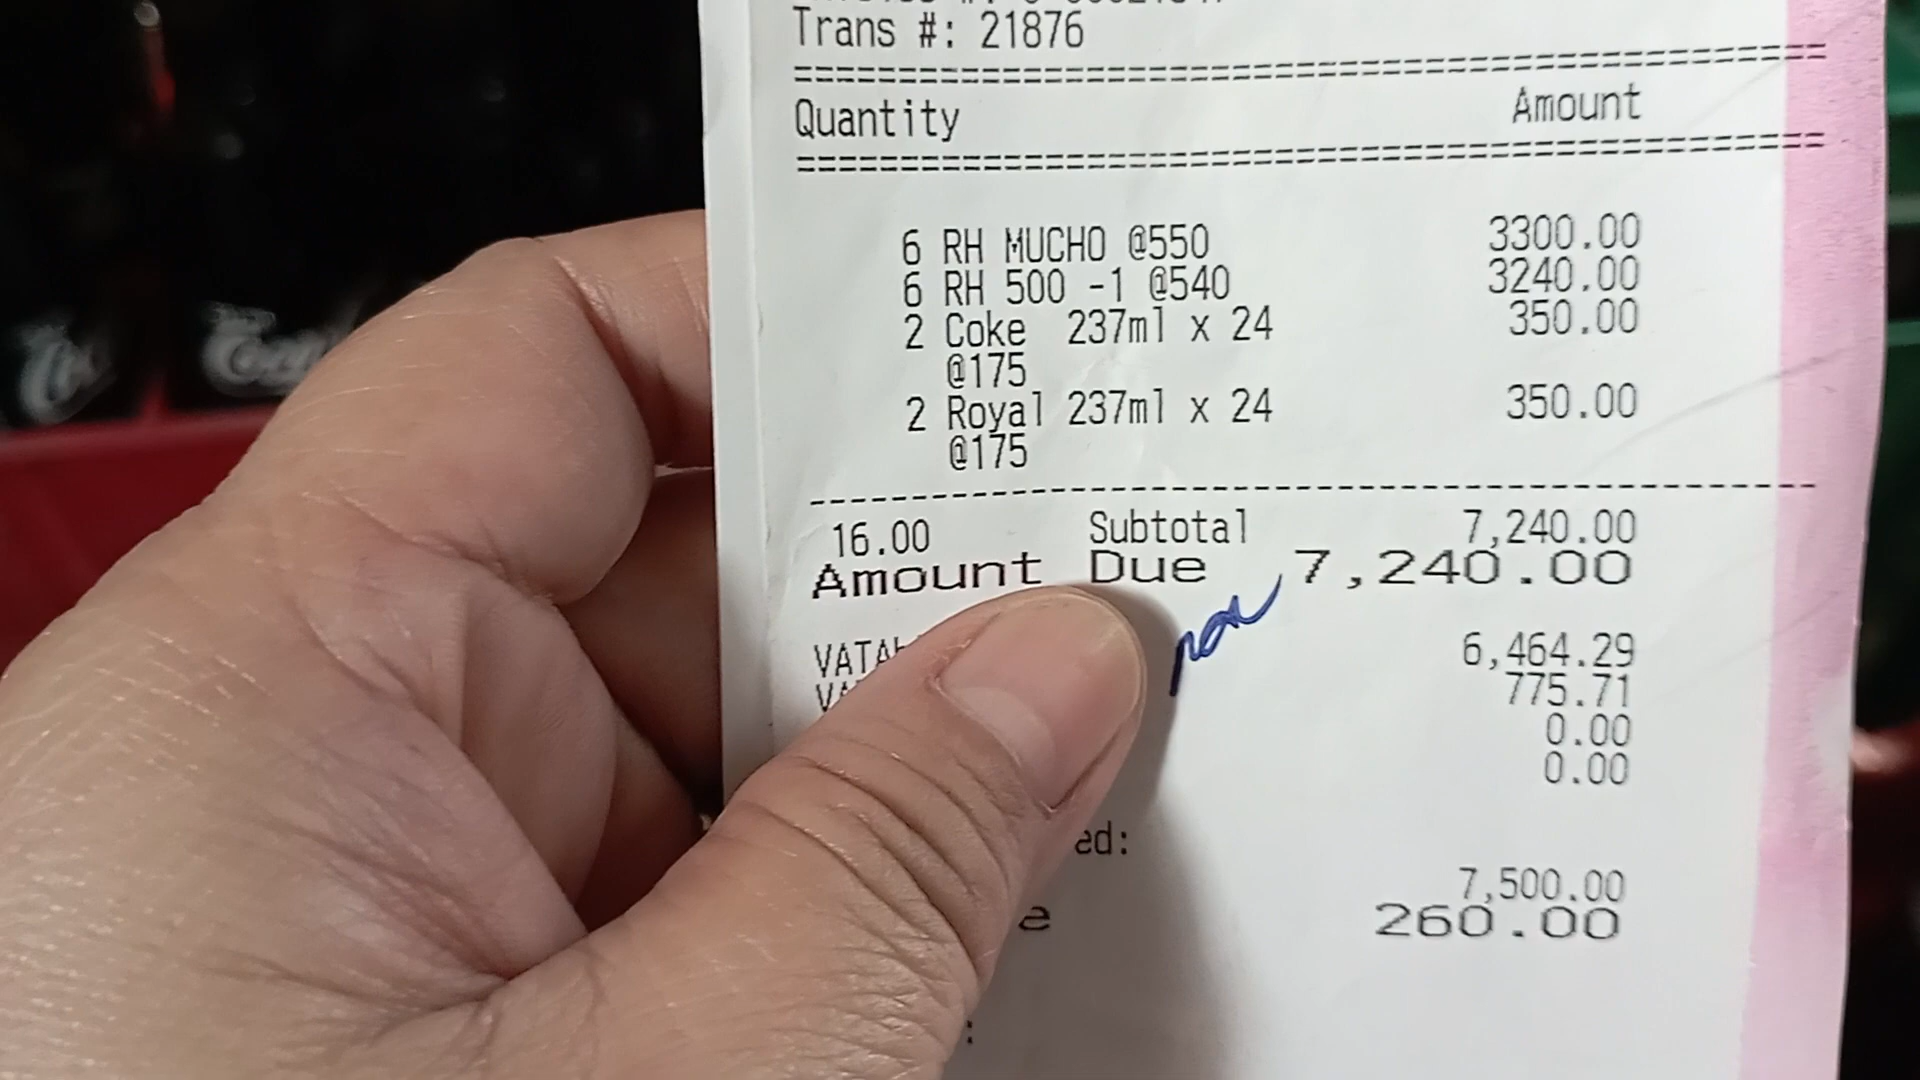 Trans #: 21876
==================================================
Quantity Amount
==================================================
6 RH MUCHO @550 3300.00
6 RH 500 -1 @540 3240.00
2 Coke 237ml x 24 350.00
@175
2 Royal 237ml x 24 350.00
@175
--------------------------------------------------
16.00 Subtotal 7,240.00
Amount Due 7,240.00
6,464.29
775.71
0.00
0.00
ed:
7,500.00
e 260.00
: